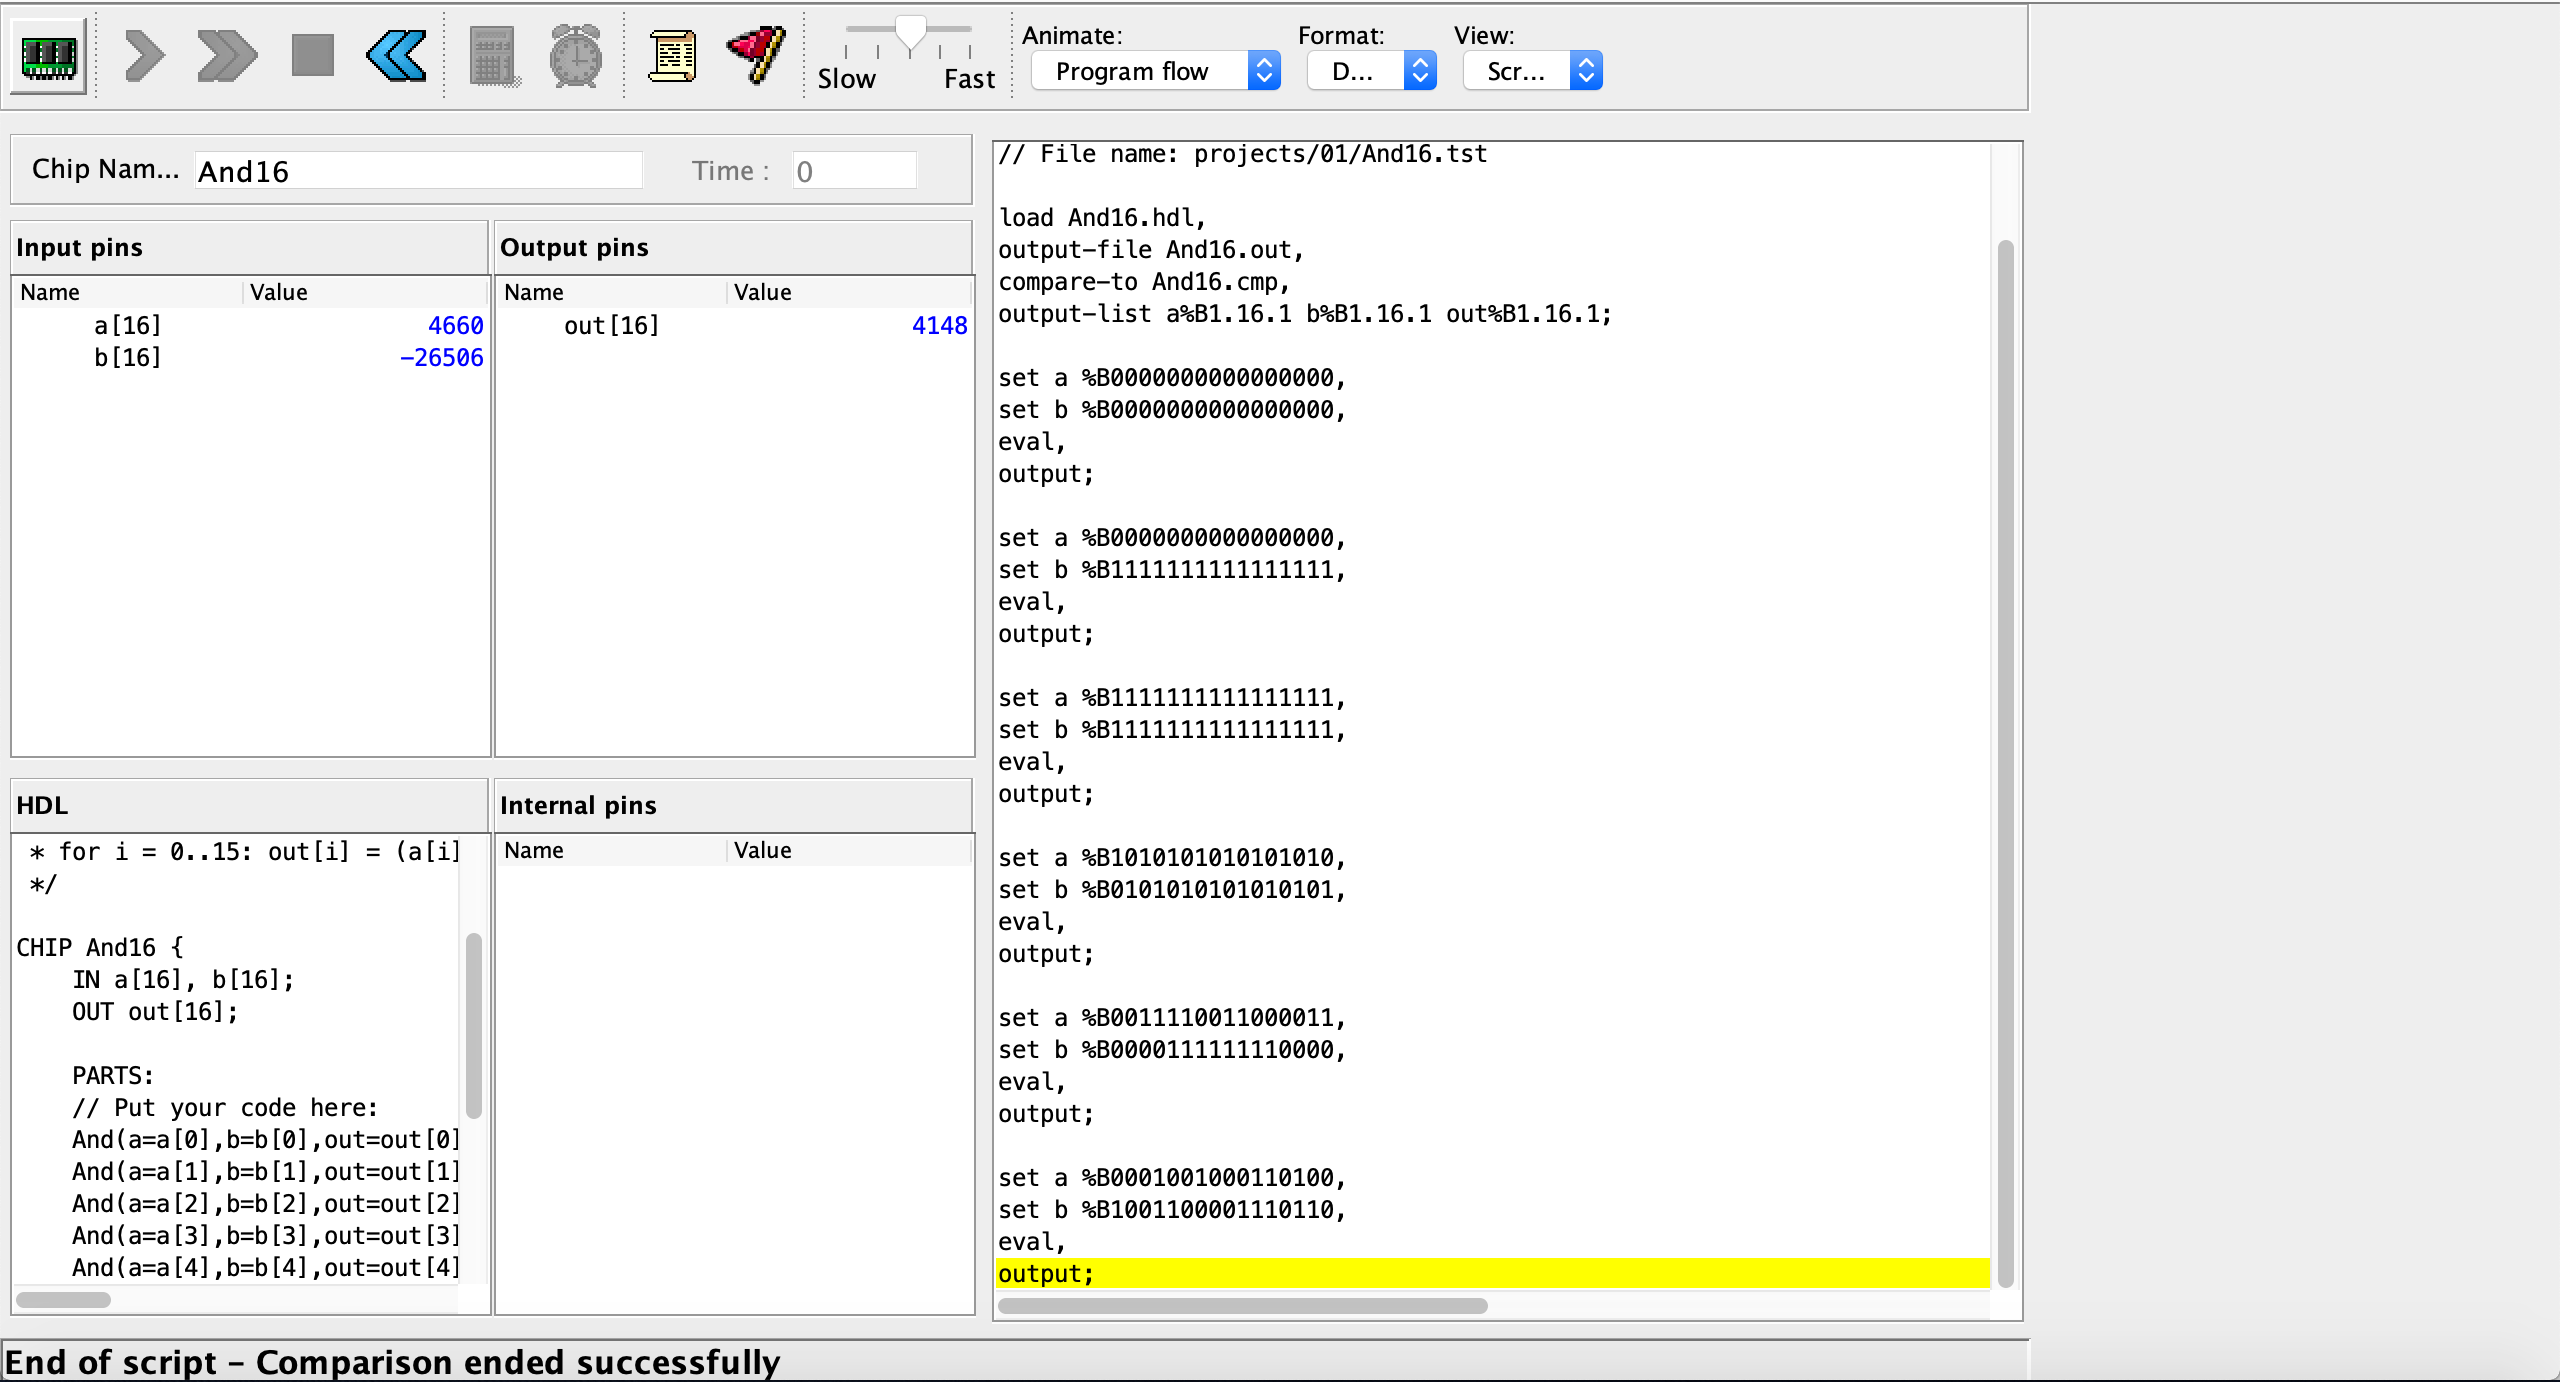 Slow
Fast
Animate:
Program flow
Format:
D...
View:
Scr...
Chip Nam...
And16
Time :
0
Input pins
Name Value
a[16] 4660
b[16] -26506
Output pins
Name Value
out[16] 4148
HDL
* for i = 0..15: out[i] = (a[i]
*/
CHIP And16 {
IN a[16], b[16];
OUT out[16];
PARTS:
// Put your code here:
And(a=a[0],b=b[0],out=out[0]
And(a=a[1],b=b[1],out=out[1]
And(a=a[2],b=b[2],out=out[2]
And(a=a[3],b=b[3],out=out[3]
And(a=a[4],b=b[4],out=out[4]
Internal pins
Name Value
// File name: projects/01/And16.tst
load And16.hdl,
output-file And16.out,
compare-to And16.cmp,
output-list a%B1.16.1 b%B1.16.1 out%B1.16.1;
set a %B0000000000000000,
set b %B0000000000000000,
eval,
output;
set a %B0000000000000000,
set b %B1111111111111111,
eval,
output;
set a %B1111111111111111,
set b %B1111111111111111,
eval,
output;
set a %B1010101010101010,
set b %B0101010101010101,
eval,
output;
set a %B0011110011000011,
set b %B0000111111110000,
eval,
output;
set a %B0001001000110100,
set b %B1001100001110110,
eval,
output;
End of script - Comparison ended successfully